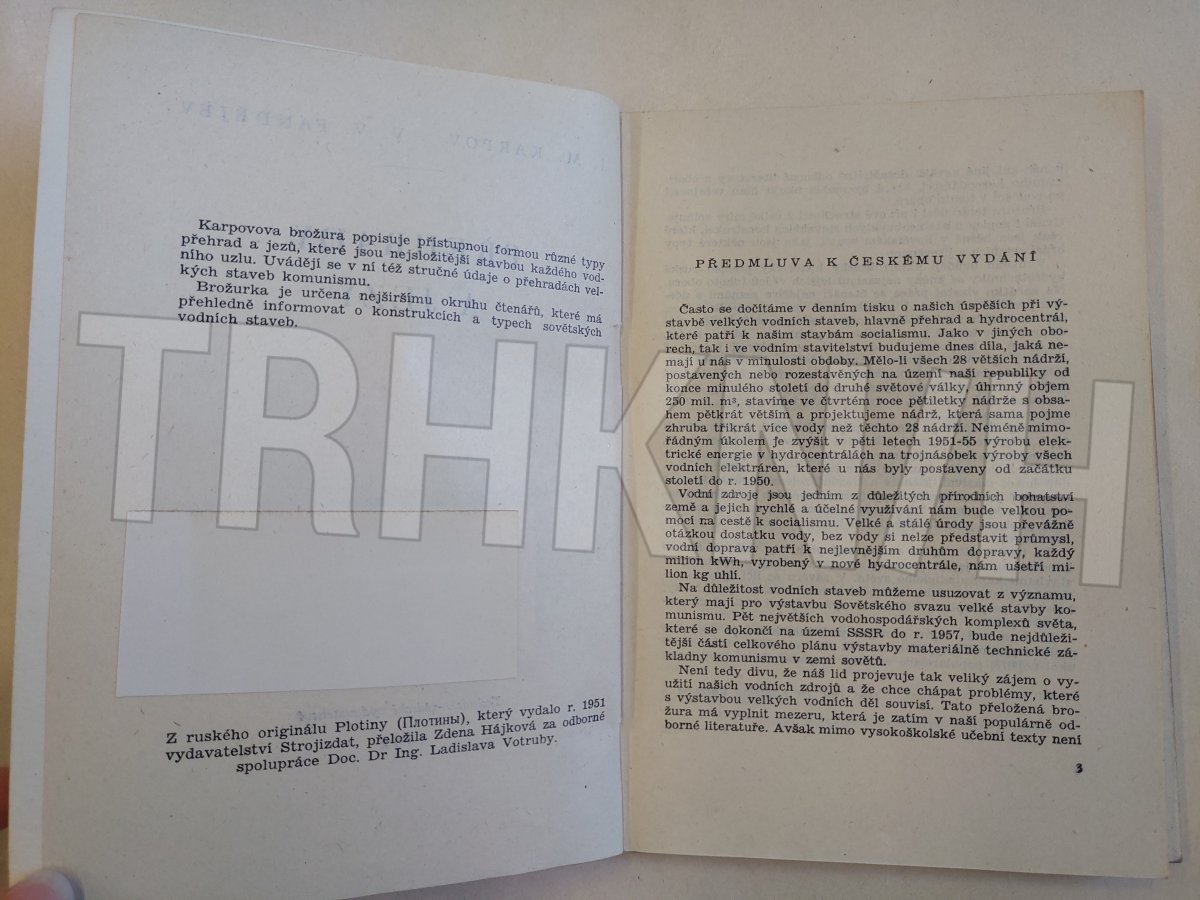 I. M. KARPOV V. V. FANDĚJEV
Karpovova brožura popisuje přístupnou formou různé typy
přehrad a jezů, které jsou nejsložitější stavbou každého vod-
ního uzlu. Uvádějí se v ní též stručné údaje o přehradách vel-
kých staveb komunismu.
Brožurka je určena nejširšímu okruhu čtenářů, které má
přehledně informovat o konstrukcích a typech sovětských
vodních staveb.
Z ruského originálu Plotiny (Плотины), který vydalo r. 1951
vydavatelství Strojizdat, přeložila Zdena Hájková za odborné
spolupráce Doc. Dr Ing. Ladislava Votruby.
PŘEDMLUVA K ČESKÉMU VYDÁNÍ
Často se dočítáme v denním tisku o našich úspěších při vý-
stavbě velkých vodních staveb, hlavně přehrad a hydrocentrál,
které patří k našim stavbám socialismu. Jako v jiných obo-
rech, tak i ve vodním stavitelství budujeme dnes díla, jaká ne-
mají u nás v minulosti obdoby. Mělo-li všech 28 větších nádrží,
postavených nebo rozestavěných na území naší republiky od
konce minulého století do druhé světové války, úhrnný objem
250 mil. m³, stavíme ve čtvrtém roce pětiletky nádrže s obsa-
hem pětkrát větším a projektujeme nádrž, která sama pojme
zhruba třikrát více vody než těchto 28 nádrží. Neméně mimo-
řádným úkolem je zvýšit v pěti letech 1951-55 výrobu elek-
trické energie v hydrocentrálách na trojnásobek výroby všech
vodních elektráren, které u nás byly postaveny od začátku
století do r. 1950.
Vodní zdroje jsou jedním z důležitých přírodních bohatství
země a jejich rychlé a účelné využívání nám bude velkou po-
mocí na cestě k socialismu. Velké a stálé úrody jsou převážně
otázkou dostatku vody, bez vody si nelze představit průmysl,
vodní doprava patří k nejlevnějším druhům dopravy, každý
milion kWh, vyrobený v nové hydrocentrále, nám ušetří mi-
lion kg uhlí.
Na důležitost vodních staveb můžeme usuzovat z významu,
který mají pro výstavbu Sovětského svazu velké stavby ko-
munismu. Pět největších vodohospodářských komplexů světa,
které se dokončí na území SSSR do r. 1957, bude nejdůleži-
tější částí celkového plánu výstavby materiálně technické zá-
kladny komunismu v zemi sovětů.
Není tedy divu, že náš lid projevuje tak veliký zájem o vy-
užití našich vodních zdrojů a že chce chápat problémy, které
s výstavbou velkých vodních děl souvisí. Tato přeložená bro-
žura má vyplnit mezeru, která je zatím v naší populárně od-
borné literatuře. Avšak mimo vysokoškolské učební texty není
3
TRHKNIH